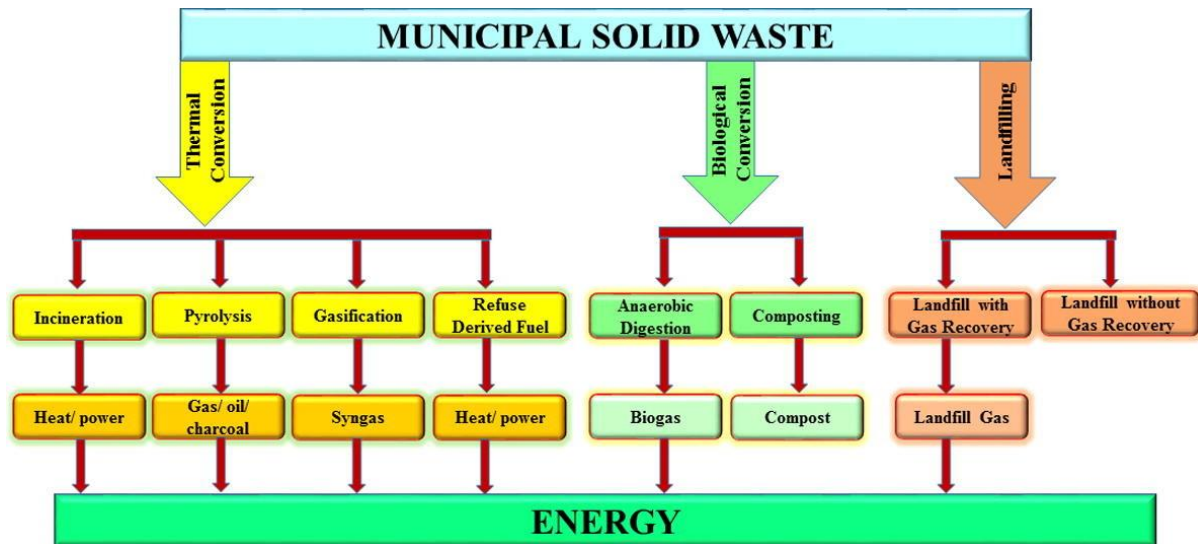 MUNICIPAL SOLID WASTE
Thermal
Conversion
Biological
Conversion
Landfilling
Incineration
Pyrolysis
Gasification
Refuse
Derived Fuel
Anaerobic
Digestion
Composting
Landfill with
Gas Recovery
Landfill without
Gas Recovery
Heat/ power
Gas/ oil/
charcoal
Syngas
Heat/ power
Biogas
Compost
Landfill Gas
ENERGY